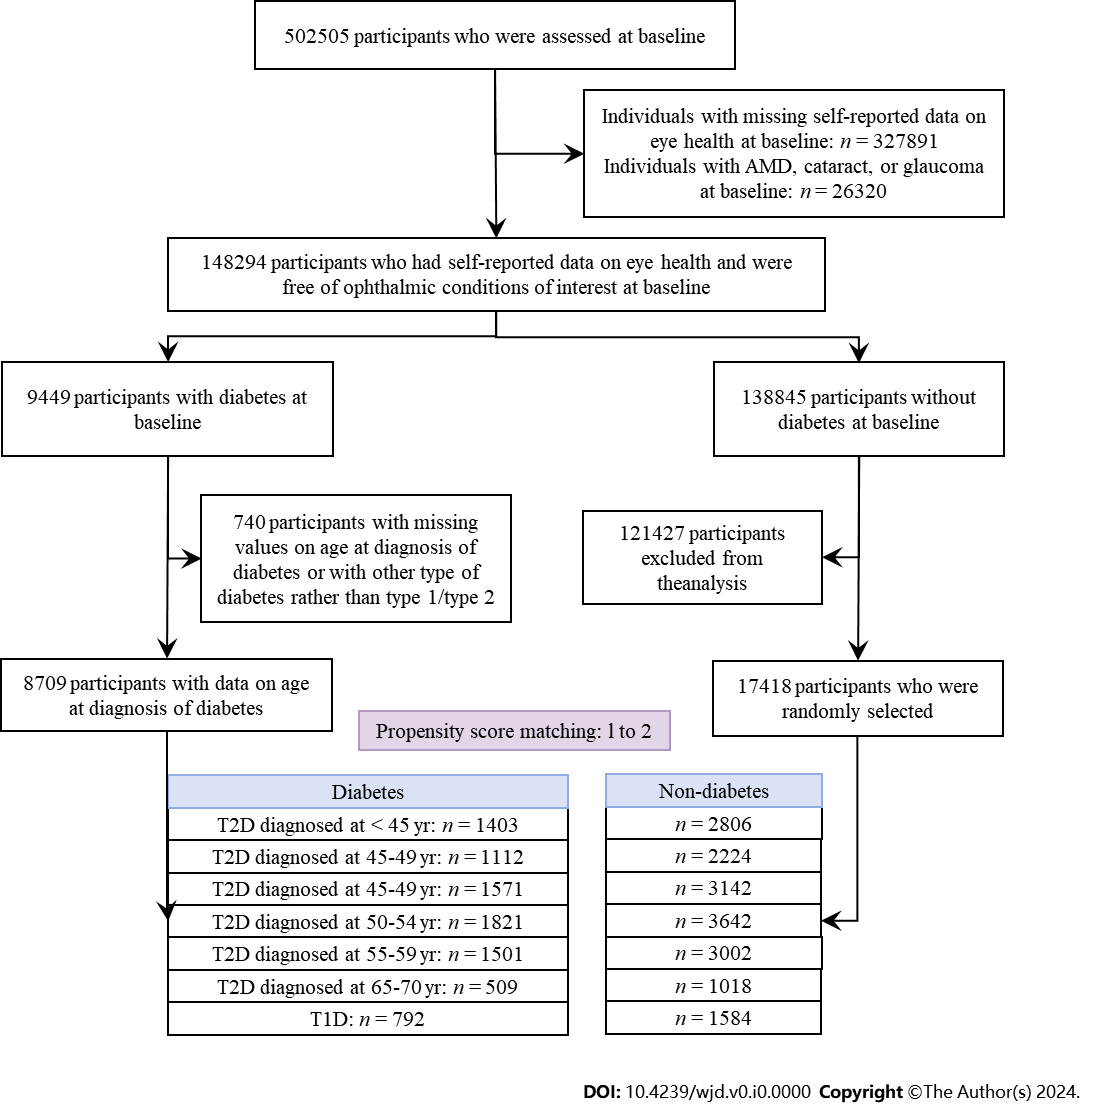 502505 participants who were assessed at baseline
Individuals with missing self-reported data on
eye health at baseline: n = 327891
Individuals with AMD, cataract, or glaucoma
at baseline: n = 26320
148294 participants who had self-reported data on eye health and were
free of ophthalmic conditions of interest at baseline
9449 participants with diabetes at
baseline
138845 participants without
diabetes at baseline
740 participants with missing
values on age at diagnosis of
diabetes or with other type of
diabetes rather than type 1/type 2
121427 participants
excluded from
theanalysis
8709 participants with data on age
at diagnosis of diabetes
17418 participants who were
randomly selected
Propensity score matching: 1 to 2
Diabetes
T2D diagnosed at < 45 yr: n = 1403
T2D diagnosed at 45-49 yr: n = 1112
T2D diagnosed at 45-49 yr: n = 1571
T2D diagnosed at 50-54 yr: n = 1821
T2D diagnosed at 55-59 yr: n = 1501
T2D diagnosed at 65-70 yr: n = 509
T1D: n = 792
Non-diabetes
n = 2806
n = 2224
n = 3142
n = 3642
n = 3002
n = 1018
n = 1584
DOI: 10.4239/wjd.v0.i0.0000 Copyright ©The Author(s) 2024.